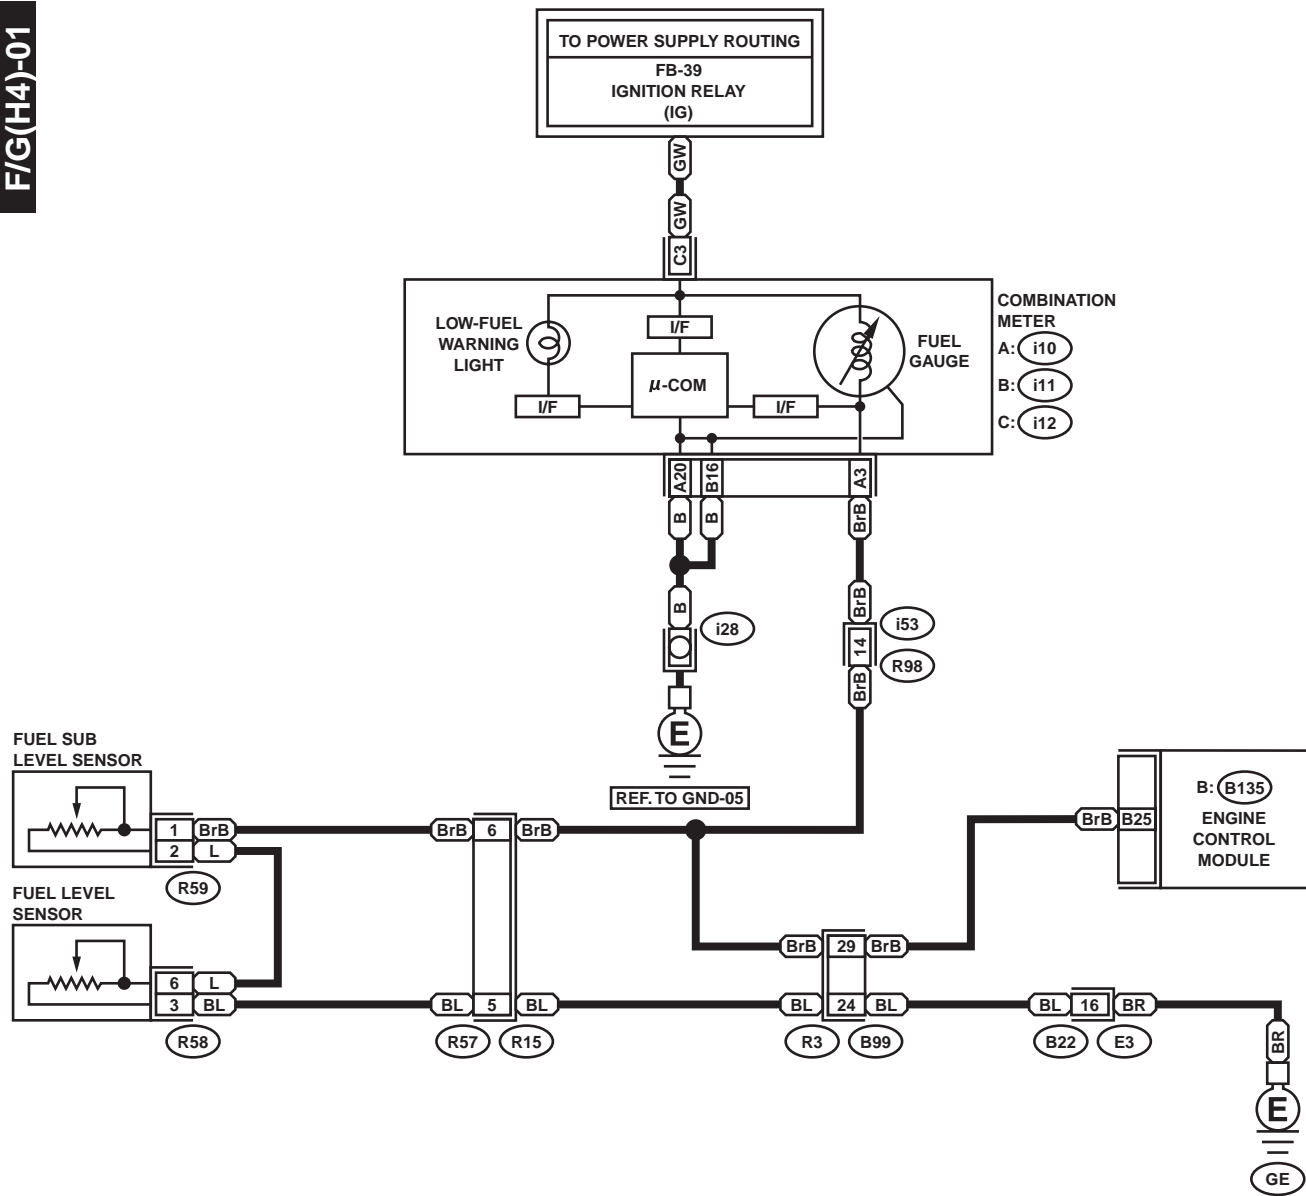 F/G(H4)-01
TO POWER SUPPLY ROUTING
FB-39
IGNITION RELAY
(IG)
GW
GW
C3
LOW-FUEL
WARNING
LIGHT
I/F
μ-COM
I/F
I/F
FUEL
GAUGE
COMBINATION
METER
A: i10
B: i11
C: i12
A20
B16
A3
B
B
BrB
B
BrB
i28
i53
14
R98
BrB
E
REF. TO GND-05
FUEL SUB
LEVEL SENSOR
1 BrB
2 L
R59
BrB 6 BrB
B: B135
ENGINE
CONTROL
MODULE
BrB B25
FUEL LEVEL
SENSOR
6 L
3 BL
R58
BL 5 BL
R57 R15
BrB 29 BrB
BL 24 BL
R3 B99
BL 16 BR
B22 E3
BR
E
GE